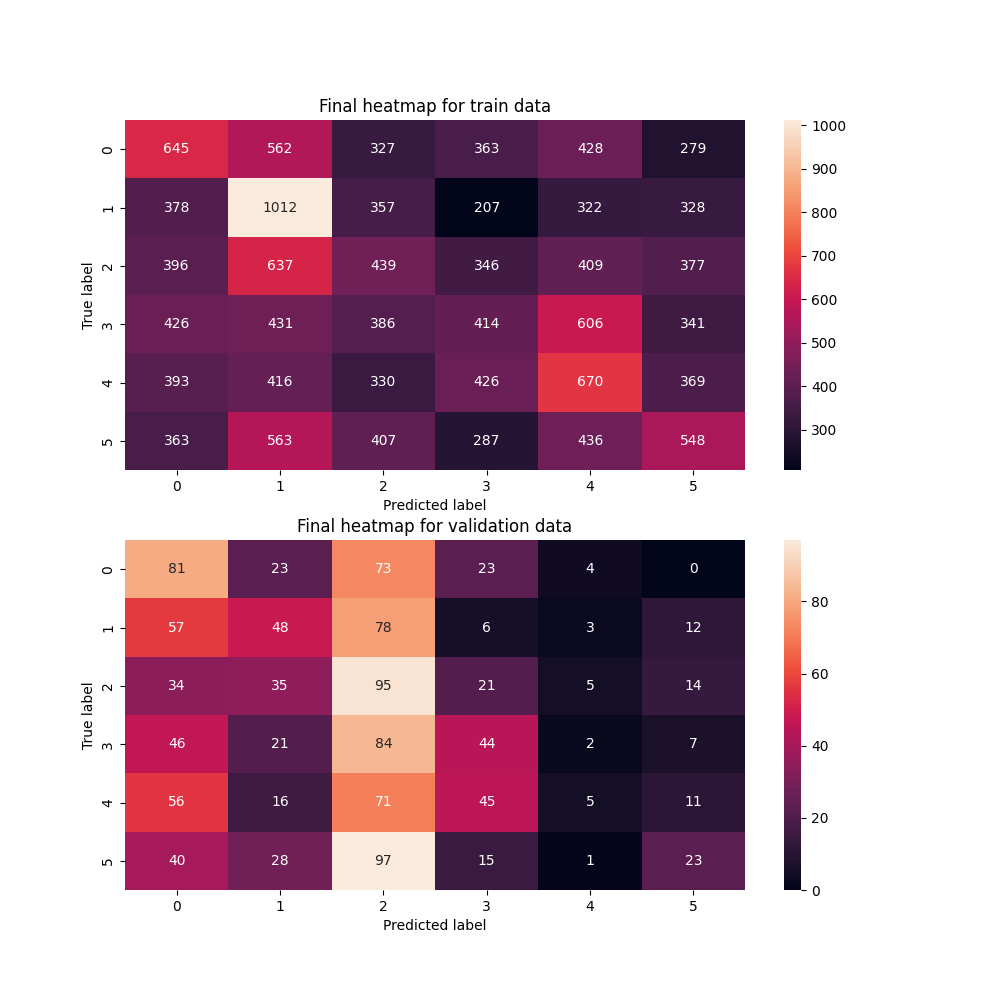 Final heatmap for train data
0 645 562 327 363 428 279
1 378 1012 357 207 322 328
2 396 637 439 346 409 377
3 426 431 386 414 606 341
4 393 416 330 426 670 369
5 363 563 407 287 436 548
0 1 2 3 4 5
True label
Predicted label
1000
900
800
700
600
500
400
300
Final heatmap for validation data
0 81 23 73 23 4 0
1 57 48 78 6 3 12
2 34 35 95 21 5 14
3 46 21 84 44 2 7
4 56 16 71 45 5 11
5 40 28 97 15 1 23
0 1 2 3 4 5
True label
Predicted label
80
60
40
20
0